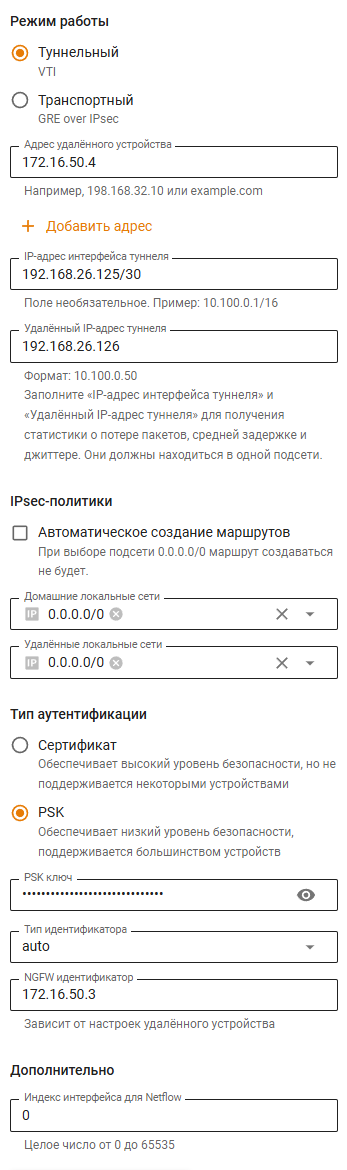 Режим работы
Туннельный
VTI
Транспортный
GRE over IPsec
Адрес удалённого устройства
172.16.50.4
Например, 198.168.32.10 или example.com
+ Добавить адрес
IP-адрес интерфейса туннеля
192.168.26.125/30
Поле необязательное. Пример: 10.100.0.1/16
Удалённый IP-адрес туннеля
192.168.26.126
Формат: 10.100.0.50
Заполните «IP-адрес интерфейса туннеля» и
«Удалённый IP-адрес туннеля» для получения
статистики о потере пакетов, средней задержке и
джиттере. Они должны находиться в одной подсети.
IPsec-политики
Автоматическое создание маршрутов
При выборе подсети 0.0.0.0/0 маршрут создаваться
не будет.
Домашние локальные сети
IP 0.0.0.0/0
Удалённые локальные сети
IP 0.0.0.0/0
Тип аутентификации
Сертификат
Обеспечивает высокий уровень безопасности, но не
поддерживается некоторыми устройствами
PSK
Обеспечивает низкий уровень безопасности,
поддерживается большинством устройств
PSK ключ
••••••••••••••••••••••••••••••
Тип идентификатора
auto
NGFW идентификатор
172.16.50.3
Зависит от настроек удалённого устройства
Дополнительно
Индекс интерфейса для Netflow
0
Целое число от 0 до 65535